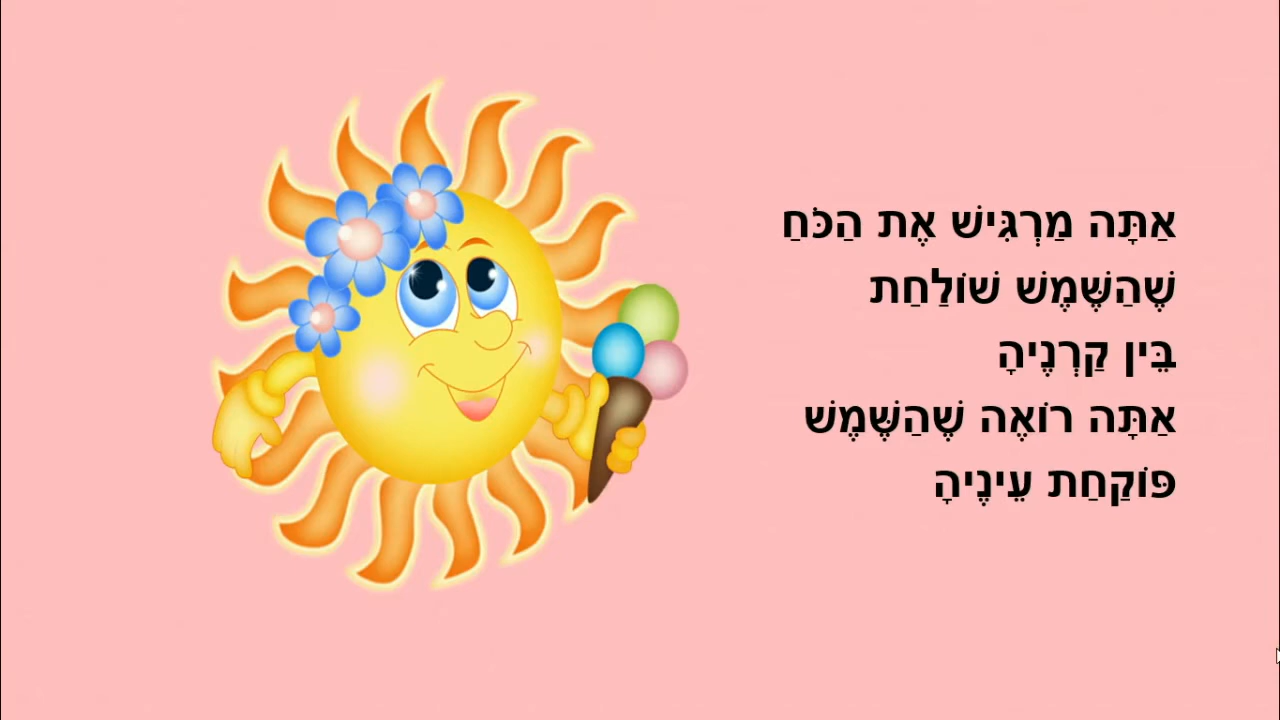 אַתָּה מַרְגִּישׁ אֶת הַכֹּחַ
שֶׁהַשֶּׁמֶשׁ שׁוֹלַחַת
בֵּין קַרְנֶיהָ
אַתָּה רוֹאֶה שֶׁהַשֶּׁמֶשׁ
פּוֹקַחַת עֵינֶיהָ